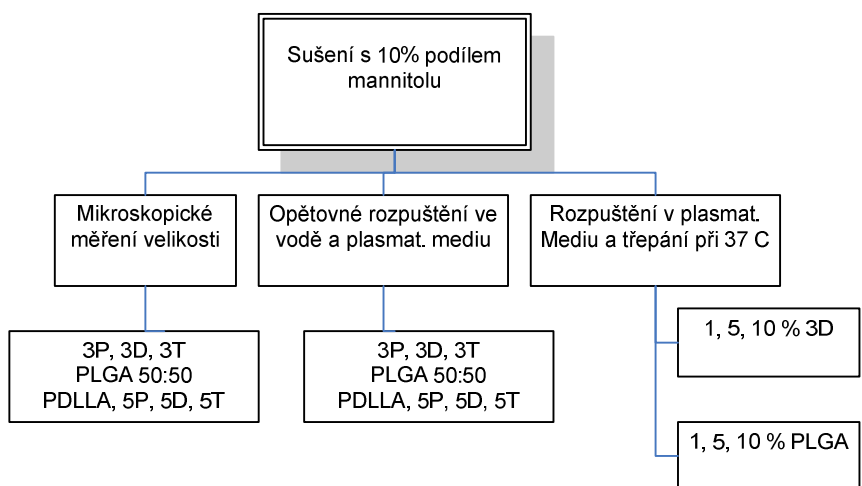 Sušení s 10% podílem
mannitolu
Mikroskopické
měření velikosti
Opětovné rozpuštění ve
vodě a plasmat. mediu
Rozpuštění v plasmat.
Mediu a třepání při 37 C
3P, 3D, 3T
PLGA 50:50
PDLLA, 5P, 5D, 5T
3P, 3D, 3T
PLGA 50:50
PDLLA, 5P, 5D, 5T
1, 5, 10 % 3D
1, 5, 10 % PLGA